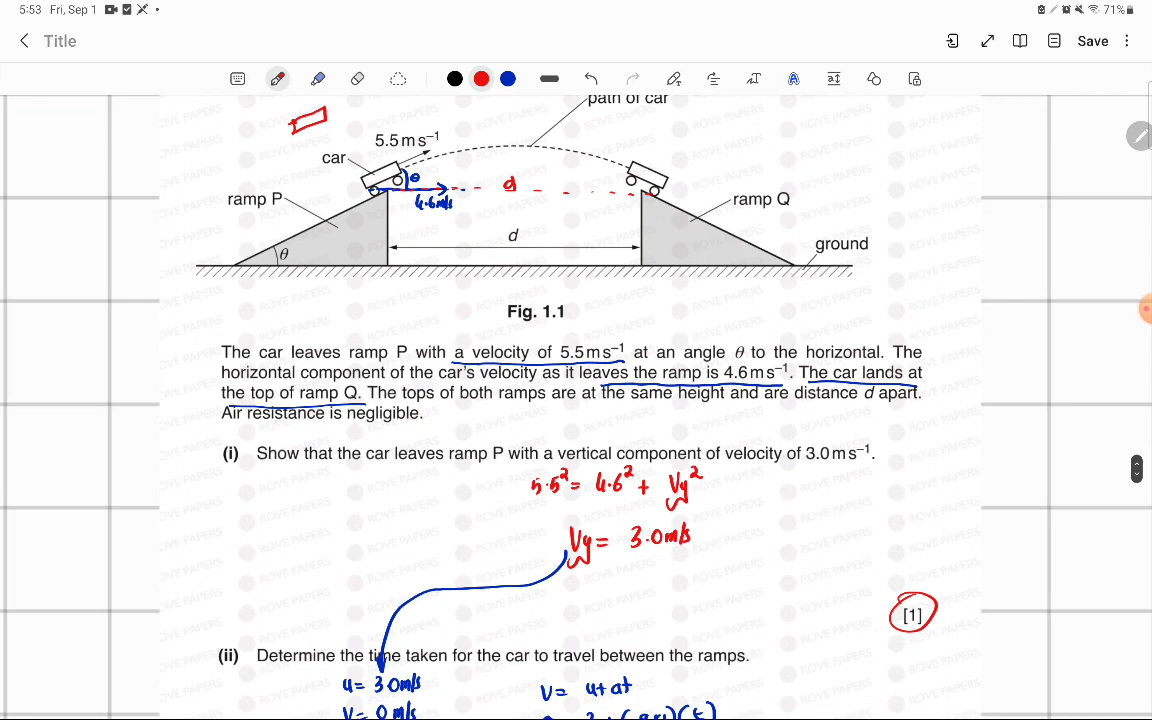 5:53 Fri, Sep 1
71%
Title
Save
path of car
5.5 m s⁻¹
car
θ
d
4.6m/s
ramp P
ramp Q
d
θ
ground
Fig. 1.1
The car leaves ramp P with a velocity of 5.5 m s⁻¹ at an angle θ to the horizontal. The
horizontal component of the car's velocity as it leaves the ramp is 4.6 m s⁻¹. The car lands at
the top of ramp Q. The tops of both ramps are at the same height and are distance d apart.
Air resistance is negligible.
(i) Show that the car leaves ramp P with a vertical component of velocity of 3.0 m s⁻¹.
5.5² = 4.6² + Vy²
Vy = 3.0m/s
[1]
(ii) Determine the time taken for the car to travel between the ramps.
u= 3.0m/s
V= u+ at
V= 0 m/s